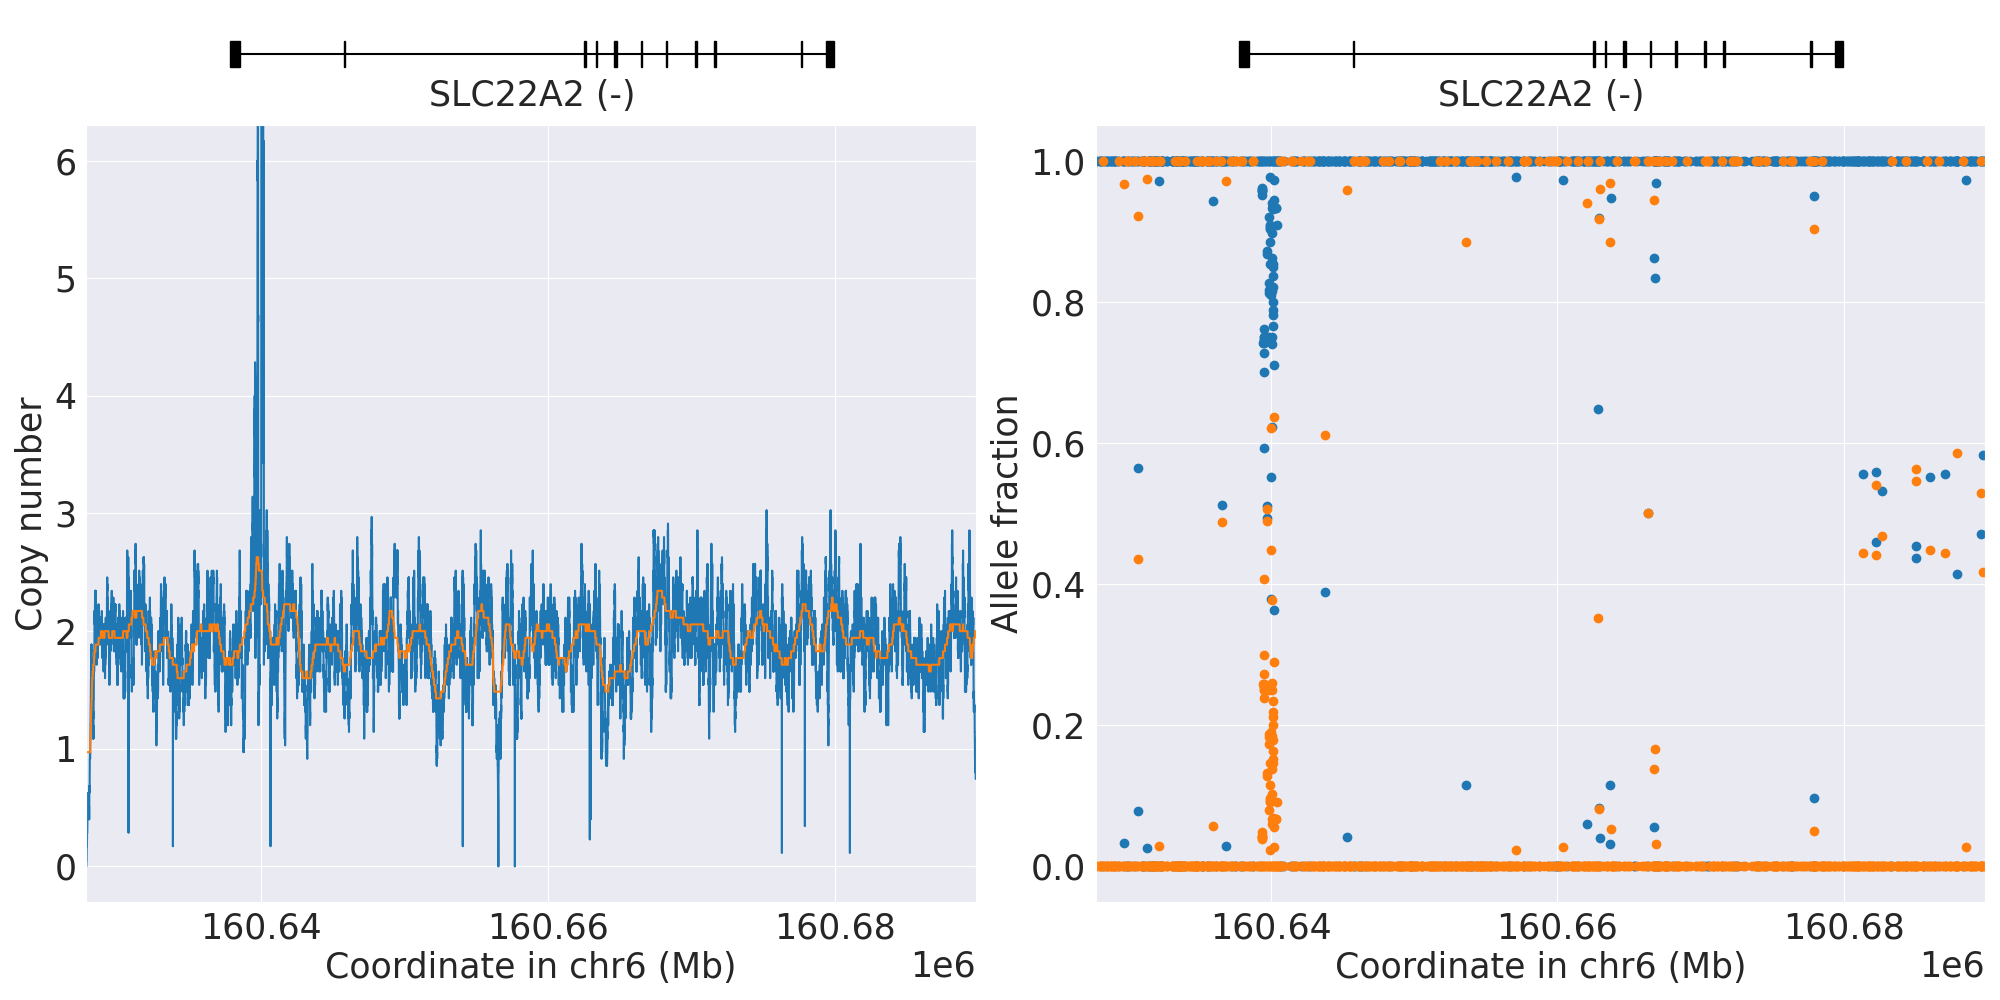 SLC22A2 (-)
Copy number
6
5
4
3
2
1
0
160.64
160.66
160.68
Coordinate in chr6 (Mb)
1e6
SLC22A2 (-)
Allele fraction
1.0
0.8
0.6
0.4
0.2
0.0
160.64
160.66
160.68
Coordinate in chr6 (Mb)
1e6